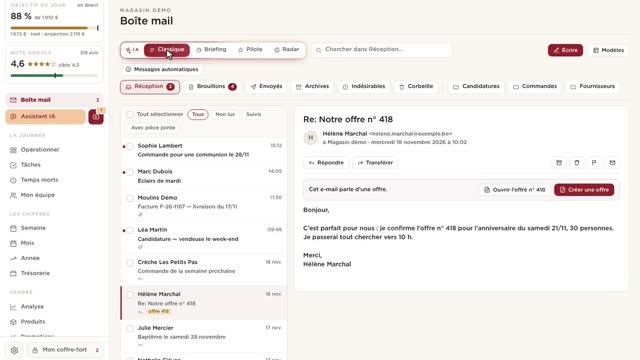 OBJECTIF DU JOUR en direct
88 % de 1 910 €
1 673 € · trait : projection 2 118 €
NOTE GOOGLE 318 avis
4,6 ★★★★☆ cible 4,5
Boîte mail 3
Assistant IA 1
LA JOURNÉE
Opérationnel
Tâches
Temps morts
Mon équipe
LES CHIFFRES
Semaine
Mois
Année
Trésorerie
VENDRE
Analyse
Produits
Mon coffre-fort 2
MAGASIN DÉMO
Boîte mail
IA Classique Briefing Pilote Radar
Chercher dans Réception…
Écrire Modèles
Messages automatiques
Réception 3 Brouillons 4 Envoyés Archives Indésirables Corbeille Candidatures Commandes Fournisseurs
Tout sélectionner Tous Non lus Suivis
Avec pièce jointe
Sophie Lambert 15:12
Commande pour une communion le 28/11
Marc Dubois 14:05
Éclairs de mardi
Moulins Démo 11:30
Facture F-26-1187 — livraison du 17/11
Léa Martin 09:48
Candidature — vendeuse le week-end
Crèche Les Petits Pas 18 nov.
Commande de la semaine prochaine
Hélène Marchal 18 nov.
Re: Notre offre n° 418
offre 418
Julie Mercier 17 nov.
Baptême le samedi 28 novembre
17 nov.
Re: Notre offre n° 418
H
Hélène Marchal <helene.marchal@exemple.be>
à Magasin démo · mercredi 18 novembre 2026 à 10:02
Répondre Transférer
Cet e-mail parle d'une offre. Ouvrir l'offre n° 418 Créer une offre
Bonjour,
C'est parfait pour nous : je confirme l'offre n° 418 pour l'anniversaire du samedi 21/11, 30 personnes.
Je passerai tout chercher vers 10 h.
Merci,
Hélène Marchal